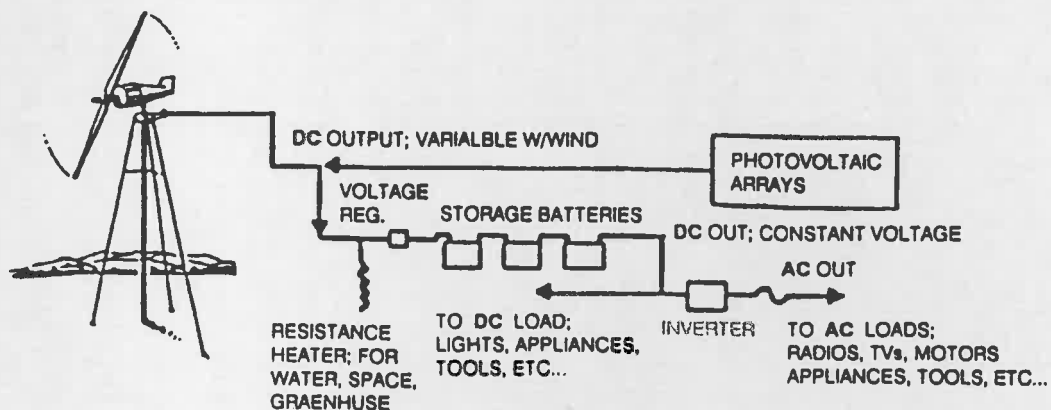 DC OUTPUT; VARIALBLE W/WIND
PHOTOVOLTAIC
ARRAYS
VOLTAGE
REG.
STORAGE BATTERIES
DC OUT; CONSTANT VOLTAGE
AC OUT
RESISTANCE
HEATER; FOR
WATER, SPACE,
GRAENHUSE
TO DC LOAD;
LIGHTS, APPLIANCES,
TOOLS, ETC...
INVERTER
TO AC LOADS;
RADIOS, TVs, MOTORS
APPLIANCES, TOOLS, ETC...